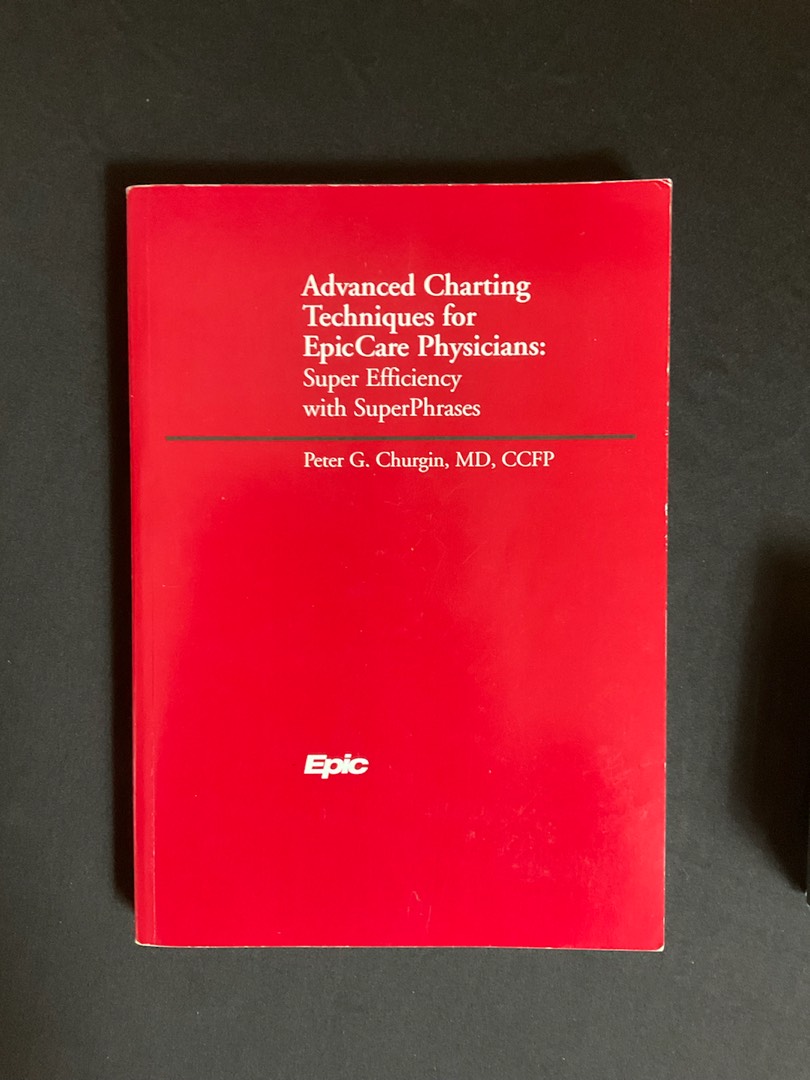 Advanced Charting
Techniques for
EpicCare Physicians:
Super Efficiency
with SuperPhrases
Peter G. Churgin, MD, CCFP
Epic